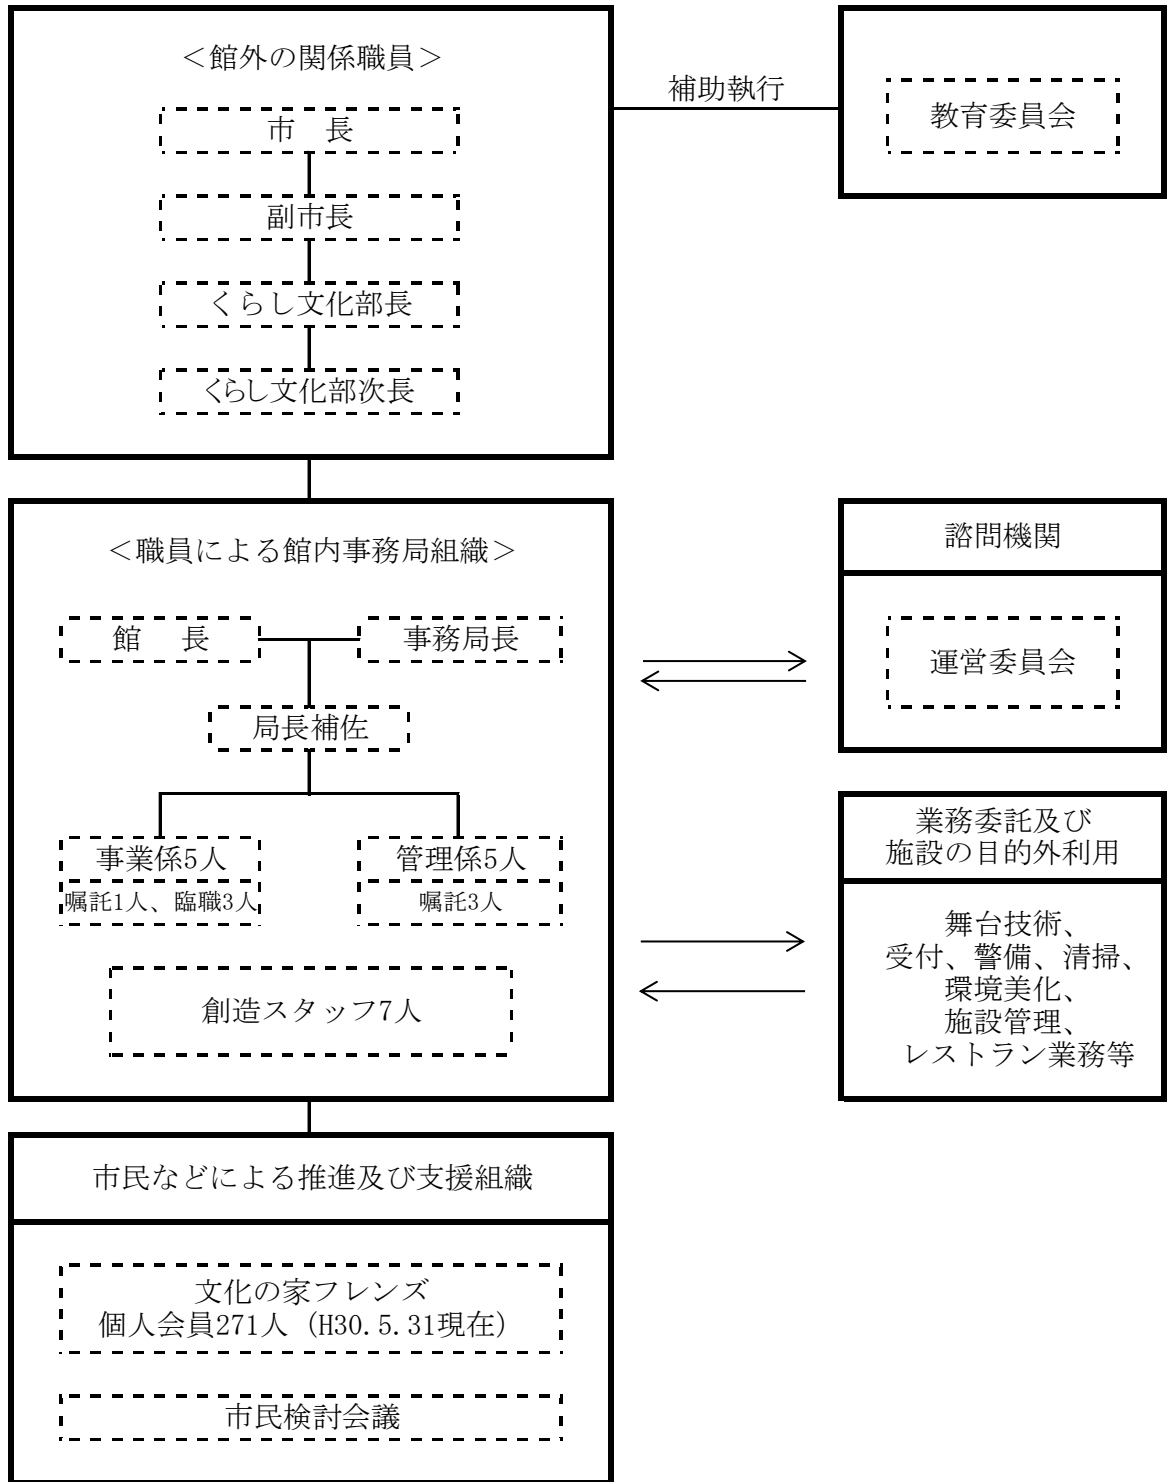 ＜館外の関係職員＞
市　長
副市長
くらし文化部長
くらし文化部次長
補助執行
教育委員会
＜職員による館内事務局組織＞
館　長
事務局長
局長補佐
事業係5人
嘱託1人、臨職3人
管理係5人
嘱託3人
創造スタッフ7人
諮問機関
運営委員会
業務委託及び
施設の目的外利用
舞台技術、
受付、警備、清掃、
環境美化、
施設管理、
レストラン業務等
市民などによる推進及び支援組織
文化の家フレンズ
個人会員271人（H30.5.31現在）
市民検討会議